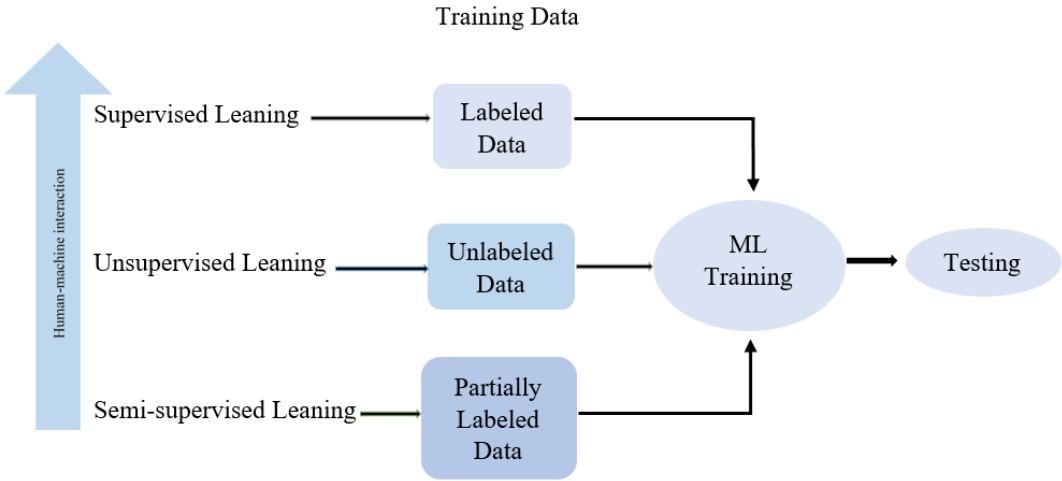 Training Data
Supervised Leaning
Labeled
Data
Human-machine interaction
Unsupervised Leaning
Unlabeled
Data
ML
Training
Testing
Semi-supervised Leaning
Partially
Labeled
Data